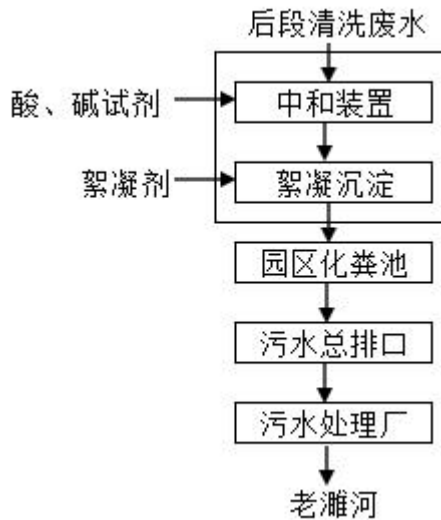 后段清洗废水
酸、碱试剂
中和装置
絮凝剂
絮凝沉淀
园区化粪池
污水总排口
污水处理厂
老濉河